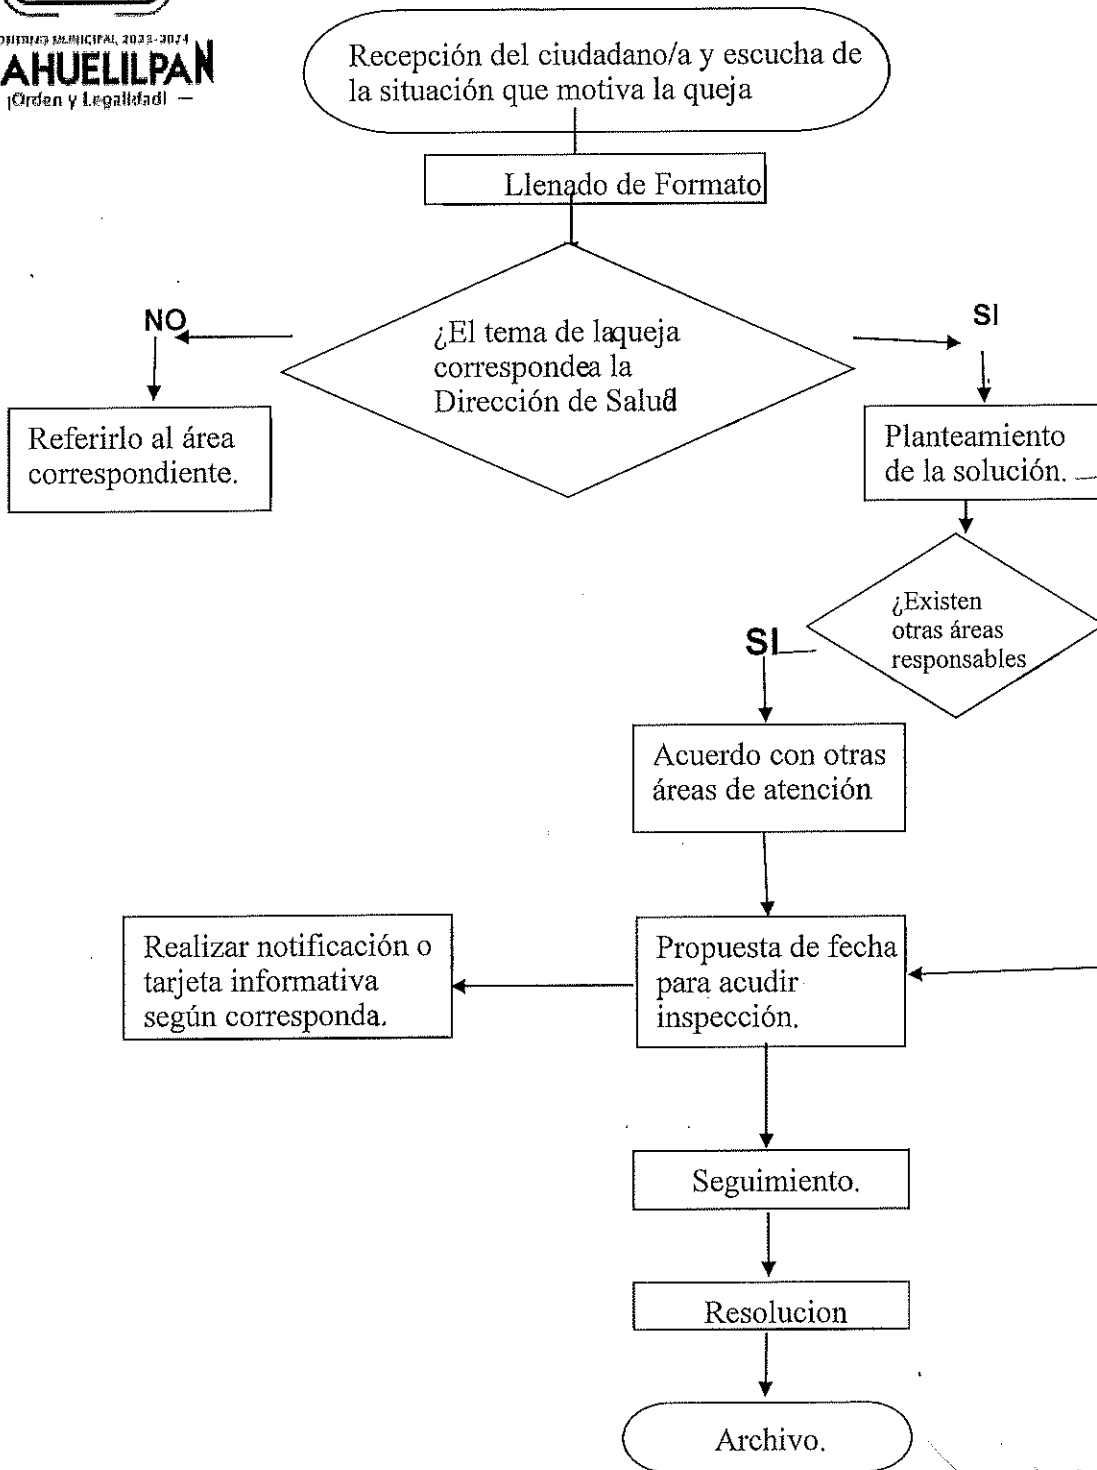 AHUELILPAN
¡Orden y Legalidad! —
Recepción del ciudadano/a y escucha de
la situación que motiva la queja
Llenado de Formato
NO
¿El tema de laqueja
correspondea la
Dirección de Salud
SI
Referirlo al área
correspondiente.
Planteamiento
de la solución.
¿Existen
otras áreas
responsables
SI
Acuerdo con otras
áreas de atención
Realizar notificación o
tarjeta informativa
según corresponda.
Propuesta de fecha
para acudir
inspección.
Seguimiento.
Resolucion
Archivo.